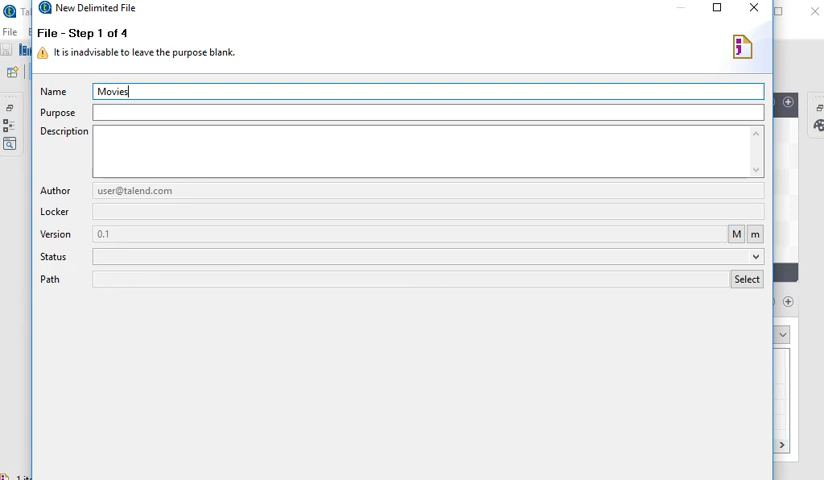 New Delimited File
File
File - Step 1 of 4
It is inadvisable to leave the purpose blank.
Name Movies
Purpose
Description
Author user@talend.com
Locker
Version 0.1 M m
Status
Path Select